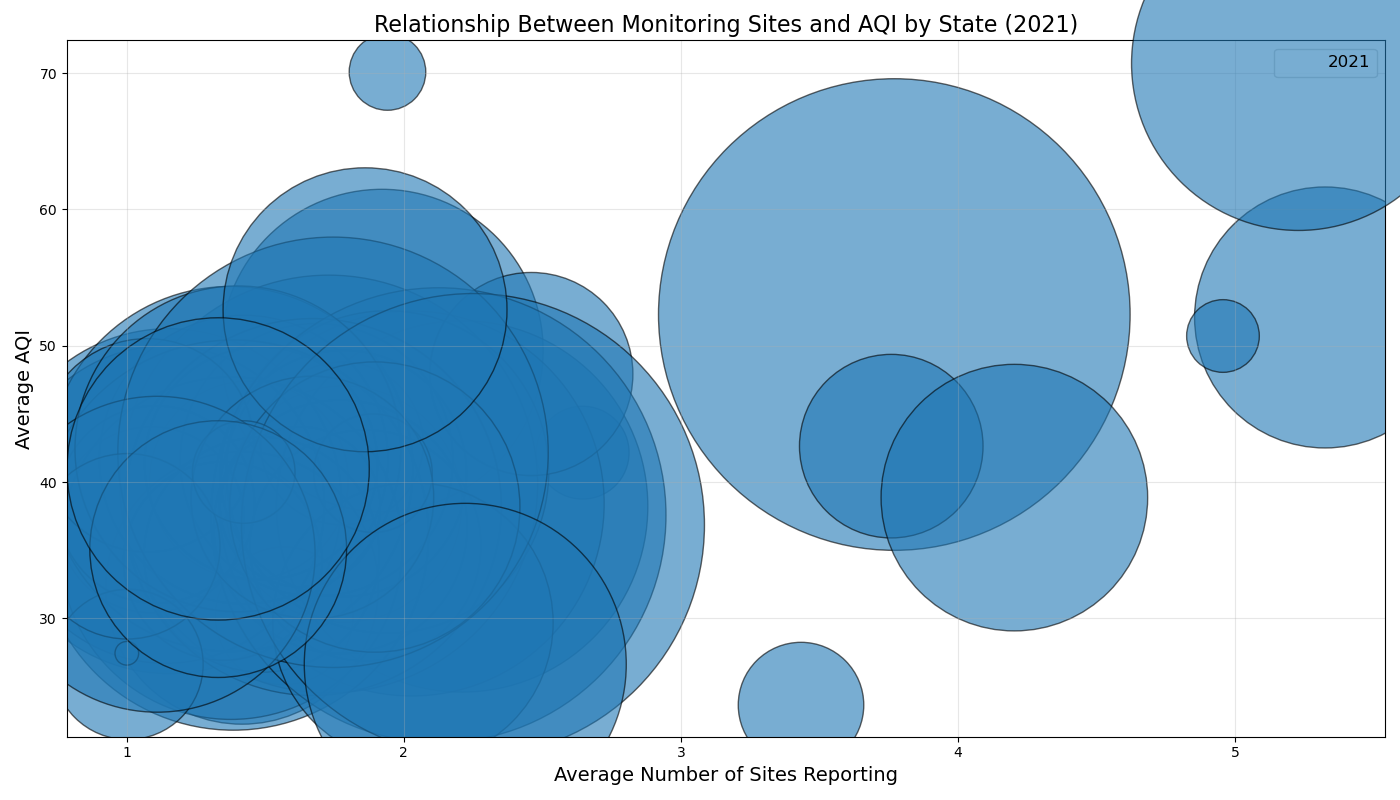 Relationship Between Monitoring Sites and AQI by State (2021)
2021
70
60
50
40
30
Average AQI
1 2 3 4 5
Average Number of Sites Reporting